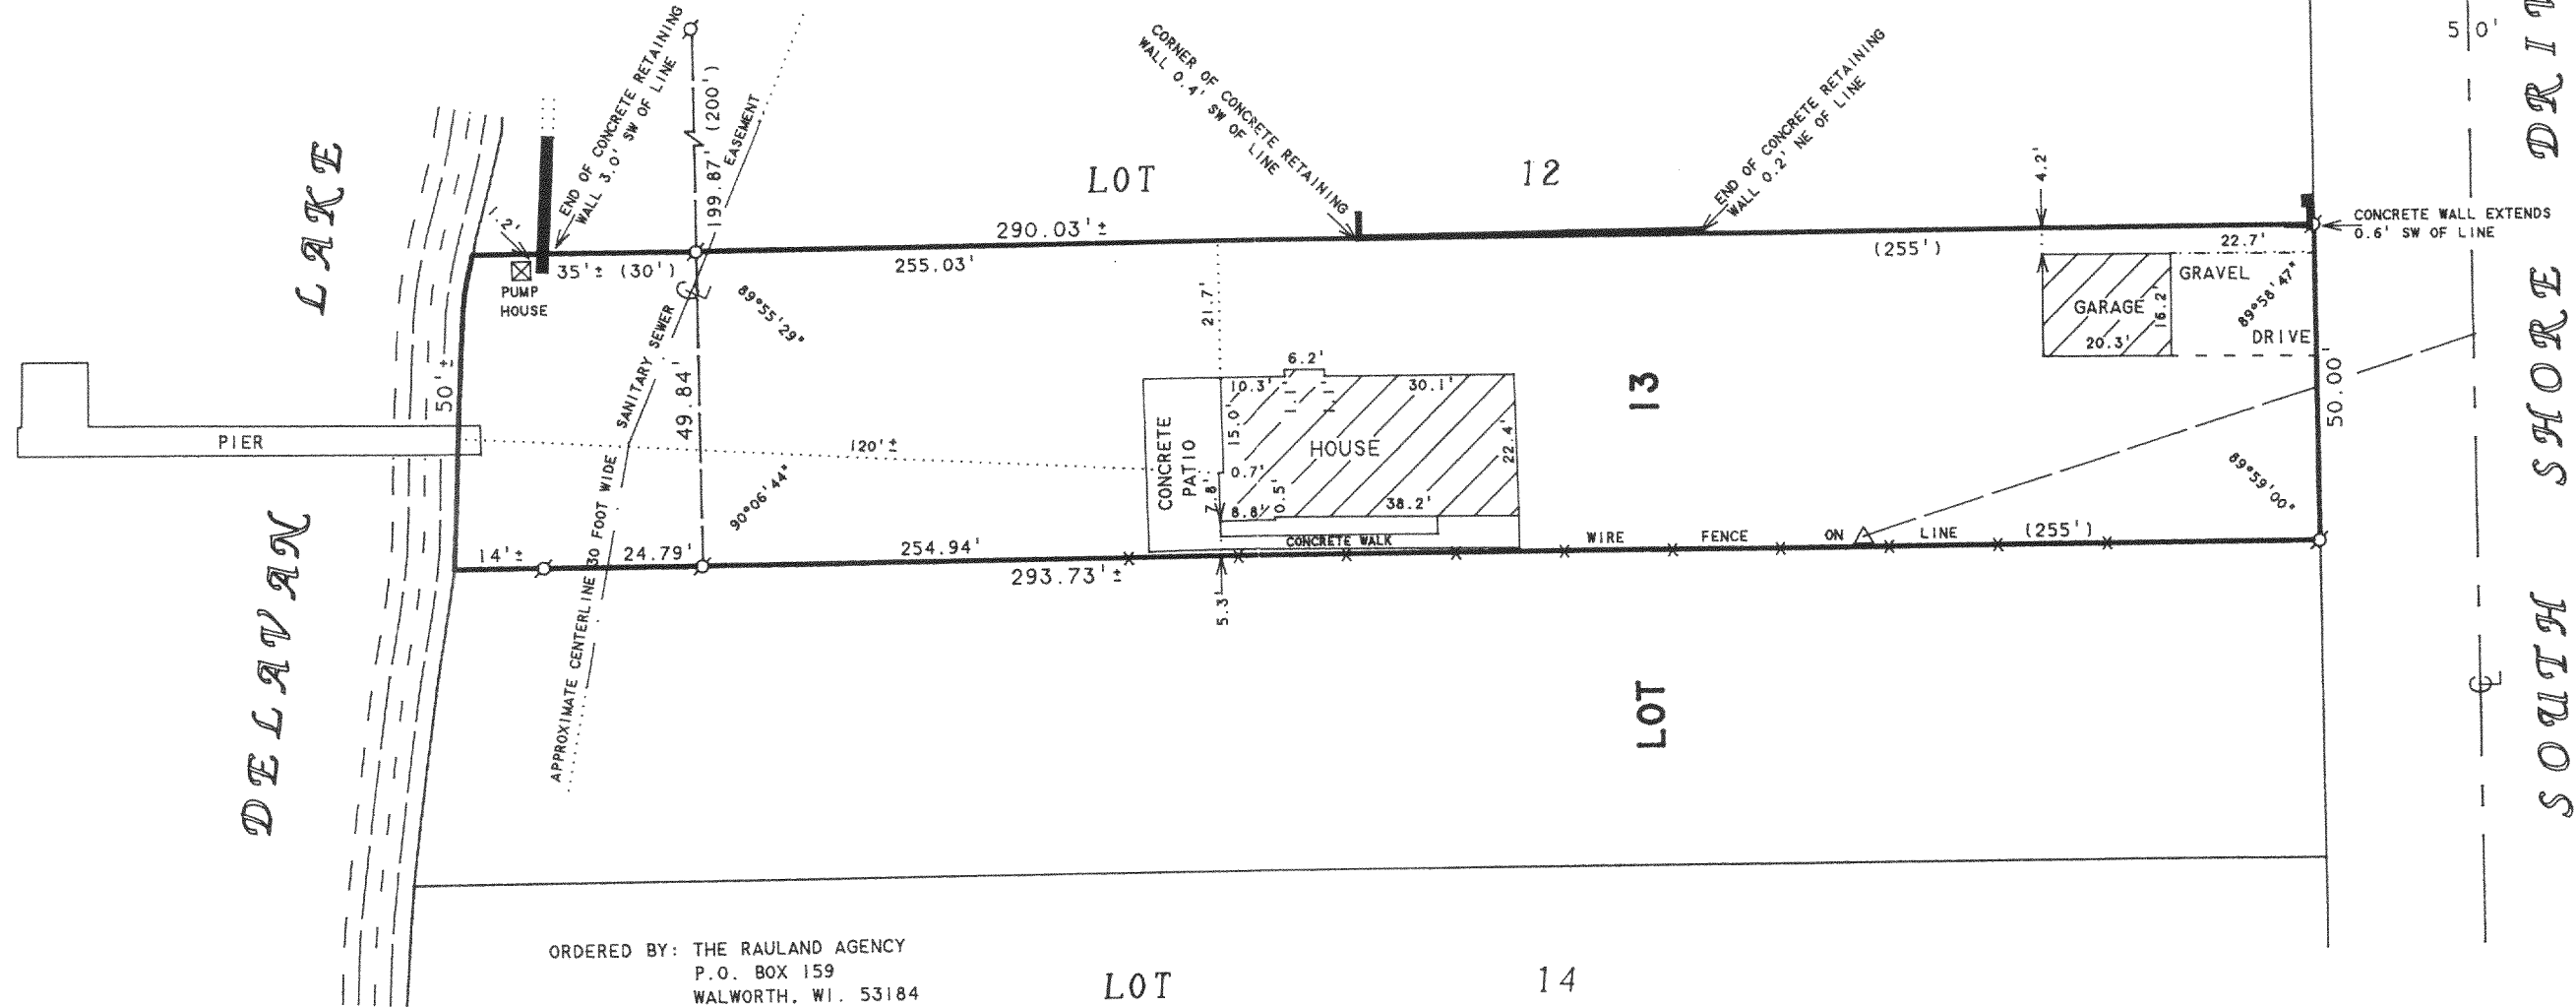 END OF CONCRETE RETAINING
WALL 3.0' SW OF LINE
199.87' (200')
EASEMENT
CORNER OF CONCRETE RETAINING
WALL 0.4' SW OF
LINE
END OF CONCRETE RETAINING
WALL 0.2' NE OF LINE
50'
LOT 12
4.2'
CONCRETE WALL EXTENDS
0.6' SW OF LINE
1.2'
290.03'±
35'± (30')
255.03'
(255')
22.7'
PUMP
HOUSE
89°55'29"
21.7'
GARAGE
16.2'
20.3'
GRAVEL
DRIVE
89°58'47"
50'±
SANITARY SEWER
49.84'
PIER
120'±
CONCRETE
PATIO
6.2'
10.3'
30.1'
15.0'
HOUSE
22.4'
0.7'
7.8'
8.8'
0.5'
38.2'
CONCRETE WALK
13
50.00'
90°06'44"
89°59'00"
14'±
24.79'
254.94'
293.73'±
WIRE FENCE ON LINE (255')
5.3'
APPROXIMATE CENTERLINE 30 FOOT WIDE
LOT
DELAVAN LAKE
SOUTH SHORE DRIV
CL
CL
ORDERED BY: THE RAULAND AGENCY
P.O. BOX 159
WALWORTH, WI. 53184
LOT 14